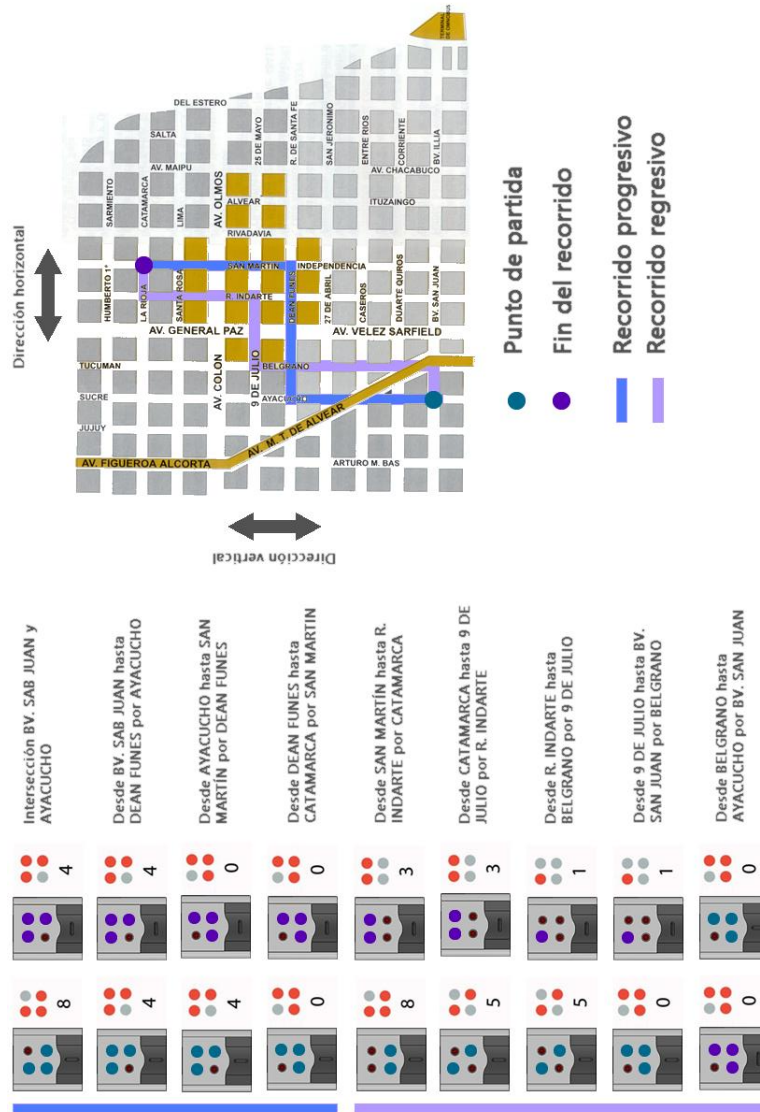 8
4
Intersección BV. SAB JUAN y
AYACUCHO
4
4
Desde BV. SAB JUAN hasta
DEAN FUNES por AYACUCHO
4
0
Desde AYACUCHO hasta SAN
MARTÍN por DEAN FUNES
0
0
Desde DEAN FUNES hasta
CATAMARCA por SAN MARTIN
8
3
Desde SAN MARTÍN hasta R.
INDARTE por CATAMARCA
5
3
Desde CATAMARCA hasta 9 DE
JULIO por R. INDARTE
5
1
Desde R. INDARTE hasta
BELGRANO por 9 DE JULIO
0
1
Desde 9 DE JULIO hasta BV.
SAN JUAN por BELGRANO
0
0
Desde BELGRANO hasta
AYACUCHO por BV. SAN JUAN
Dirección horizontal
Dirección vertical
TERMINAL
DE OMNIBUS
DEL ESTERO
SALTA
AV. MAIPU
25 DE MAYO
R. DE SANTA FE
SAN JERONIMO
ENTRE RIOS
CORRIENTE
BV. ILLIA
AV. CHACABUCO
SARMIENTO
CATAMARCA
LIMA
AV. OLMOS
ALVEAR
ITUZAINGO
RIVADAVIA
SAN MARTIN
INDEPENDENCIA
HUMBERTO 1°
LA RIOJA
SANTA ROSA
R. INDARTE
DEAN FUNES
27 DE ABRIL
CASEROS
DUARTE QUIROS
BV. SAN JUAN
AV. GENERAL PAZ
AV. VELEZ SARFIELD
TUCUMAN
AV. COLON
9 DE JULIO
BELGRANO
SUCRE
AYACUCHO
JUJUY
AV. M. T. DE ALVEAR
AV. FIGUEROA ALCORTA
ARTURO M. BAS
Punto de partida
Fin del recorrido
Recorrido progresivo
Recorrido regresivo